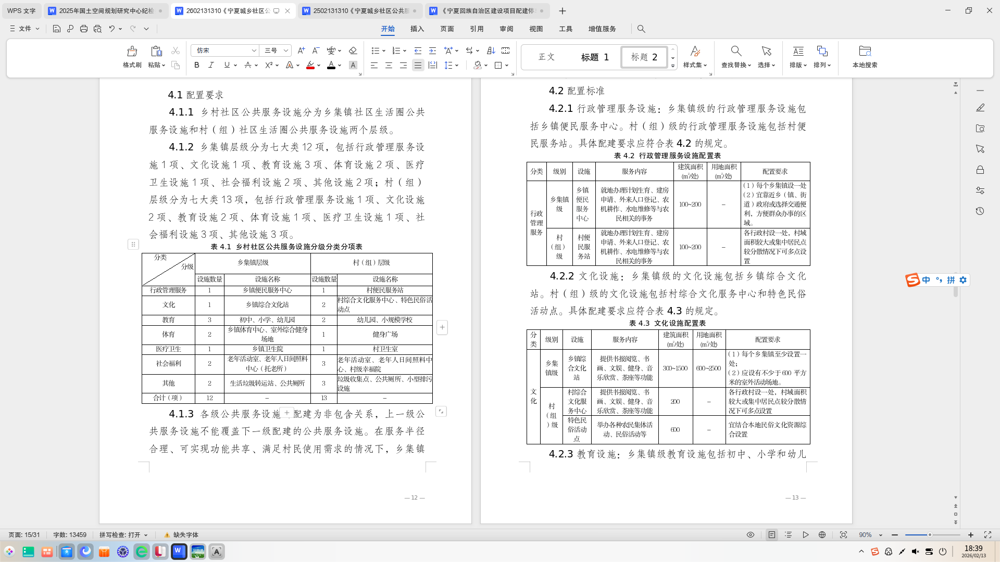 WPS 文字
2025年国土空间规划研究中心纪检
2602131310《宁夏城乡社区公
2502131310《宁夏城乡社区公共服
《宁夏回族自治区建设项目配建停
文件
开始 插入 页面 引用 审阅 视图 工具 增值服务
格式刷 粘贴 仿宋 三号
正文 标题 1 标题 2
样式集 查找替换 选择 排版 排列 本地搜索
4.1 配置要求
4.1.1 乡村社区公共服务设施分为乡集镇社区生活圈公共
服务设施和村（组）社区生活圈公共服务设施两个层级。
4.1.2 乡集镇层级分为七大类 12 项，包括行政管理服务设
施 1 项、文化设施 1 项、教育设施 3 项、体育设施 2 项、医疗
卫生设施 1 项、社会福利设施 2 项、其他设施 2 项；村（组）
层级分为七大类 13 项，包括行政管理服务设施 1 项、文化设施
2 项、教育设施 2 项、体育设施 1 项、医疗卫生设施 1 项、社
会福利设施 3 项、其他设施 3 项。
表 4.1 乡村社区公共服务设施分级分类分项表
分类 分级 乡集镇层级 村（组）层级
设施数量 设施名称 设施数量 设施名称
行政管理服务 1 乡镇便民服务中心 1 村便民服务站
文化 1 乡镇综合文化站 2 村综合文化服务中心、特色民俗活
动点
教育 3 初中、小学、幼儿园 2 幼儿园、小规模学校
体育 2 乡镇体育中心、室外综合健身
场地 1 健身广场
医疗卫生 1 乡镇卫生院 1 村卫生室
社会福利 2 老年活动室、老年人日间照料
中心（托老所） 3 老年活动室、老年人日间照料中
心、村级幸福院
其他 2 生活垃圾转运站、公共厕所 3 垃圾收集点、公共厕所、小型排污
设施
合计（项） 12 – 13 –
4.1.3 各级公共服务设施 配建为非包含关系，上一级公
共服务设施不能覆盖下一级配建的公共服务设施。在服务半径
合理、可实现功能共享、满足村民使用需求的情况下，乡集镇
— 12 —
4.2 配置标准
4.2.1 行政管理服务设施：乡集镇级的行政管理服务设施包
括乡镇便民服务中心。村（组）级的行政管理服务设施包括村便
民服务站。具体配建要求应符合表 4.2 的规定。
表 4.2 行政管理服务设施配置表
分类 级别 设施 服务内容 建筑面积
(㎡/处) 用地面积
(㎡/处) 配置要求
行政
管理
服务
乡集镇
级
乡镇
便民
服务
中心
就地办理计划生育、建房
申请、外来人口登记、农
机耕作、水电维修等与农
民相关的事务
100~200 –
（1）每个乡集镇设一处
（2）宜靠近乡（镇、街
道）政府或选择交通便
利，方便群众办事的区
域。
村
（组）
级
村便
民服
务站
就地办理计划生育、建房
申请、外来人口登记、农
机耕作、水电维修等与农
民相关的事务
100~200 –
各行政村设一处，村域
面积较大或集中居民点
较分散情况下可多点设
置
4.2.2 文化设施：乡集镇级的文化设施包括乡镇综合文化
站。村（组）级的文化设施包括村综合文化服务中心和特色民俗
活动点。具体配建要求应符合表 4.3 的规定。
表 4.3 文化设施配置表
分
类 级别 设施 服务内容 建筑面积
(㎡/处) 用地面积
(㎡/处) 配置要求
文
化
乡集
镇级
乡镇综
合文化
站
提供书报阅览、书
画、文娱、健身、音
乐欣赏、茶座等功能
300~1500 600~2500
（1）每个乡集镇至少设置一
处；
（2）应设有不少于 600 平方
米的室外活动场地。
村
（组
）级
村综合
文化服
务中心
提供书报阅览、书
画、文娱、健身、音
乐欣赏、茶座等功能
200 –
各行政村设一处，村域面积
较大或集中居民点较分散情
况下可多点设置
特色民
俗活动
点
举办各种农民集体活
动、民俗活动等
600 –
宜结合本地民俗文化资源综
合设置
4.2.3 教育设施：乡集镇级教育设施包括初中、小学和幼儿
— 13 —
中 拼
页面: 15/31 字数: 13459 拼写检查: 打开 缺失字体 90%
18:39
2026/02/13